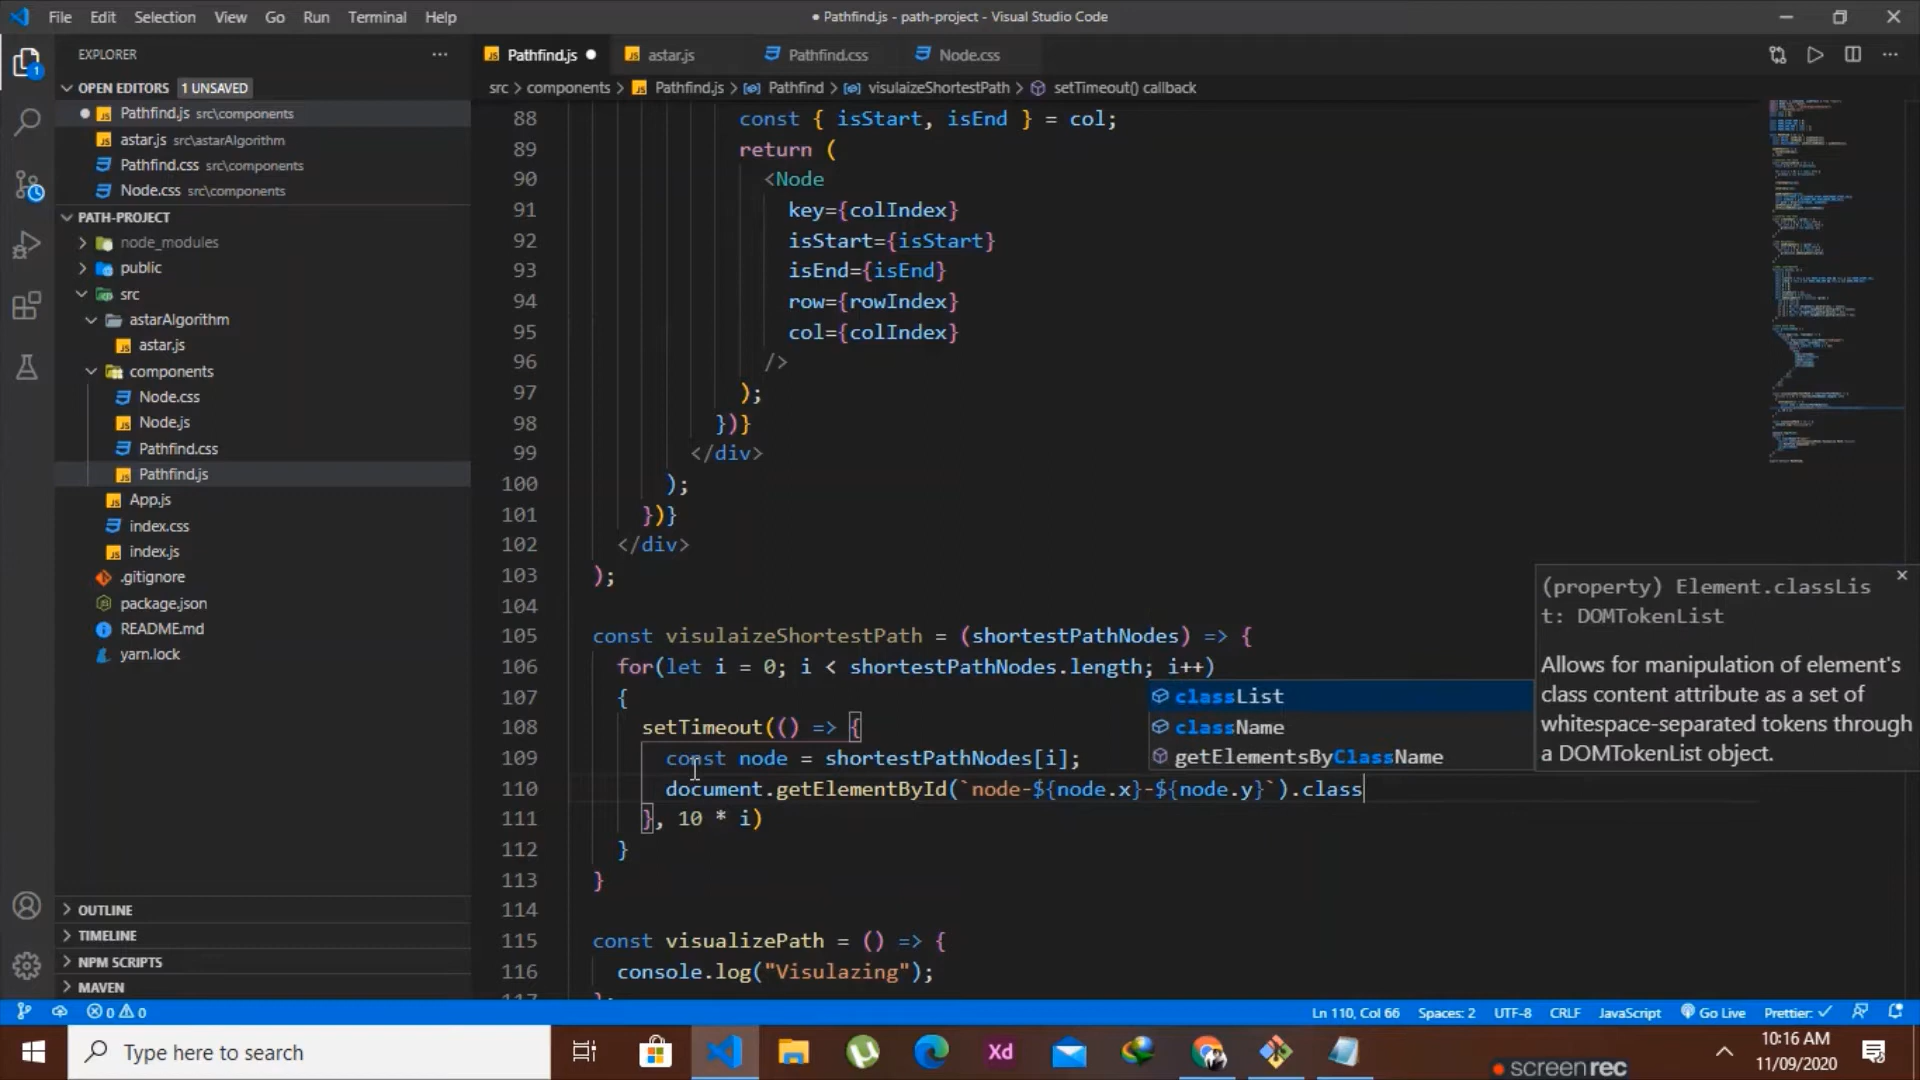 File Edit Selection View Go Run Terminal Help
● Pathfind.js - path-project - Visual Studio Code
EXPLORER
Pathfind.js astar.js Pathfind.css Node.css
OPEN EDITORS 1 UNSAVED
src > components > Pathfind.js > Pathfind > visulaizeShortestPath > setTimeout() callback
Pathfind.js src\components
astar.js src\astarAlgorithm
Pathfind.css src\components
Node.css src\components
PATH-PROJECT
node_modules
public
src
astarAlgorithm
astar.js
components
Node.css
Node.js
Pathfind.css
Pathfind.js
App.js
index.css
index.js
.gitignore
package.json
README.md
yarn.lock
OUTLINE
TIMELINE
NPM SCRIPTS
MAVEN
88 const { isStart, isEnd } = col;
89 return (
90 <Node
91 key={colIndex}
92 isStart={isStart}
93 isEnd={isEnd}
94 row={rowIndex}
95 col={colIndex}
96 />
97 );
98 })}
99 </div>
100 );
101 })}
102 </div>
103 );
104
105 const visulaizeShortestPath = (shortestPathNodes) => {
106 for(let i = 0; i < shortestPathNodes.length; i++)
107 {
108 setTimeout(() => {
109 const node = shortestPathNodes[i];
110 document.getElementById(`node-${node.x}-${node.y}`).class
111 }, 10 * i)
112 }
113 }
114
115 const visualizePath = () => {
116 console.log("Visulazing");
classList
className
getElementsByClassName
(property) Element.classLis
t: DOMTokenList
Allows for manipulation of element's
class content attribute as a set of
whitespace-separated tokens through
a DOMTokenList object.
0 0 Ln 110, Col 66 Spaces: 2 UTF-8 CRLF JavaScript Go Live Prettier: ✓
Type here to search
Xd
10:16 AM
11/09/2020
screenrec